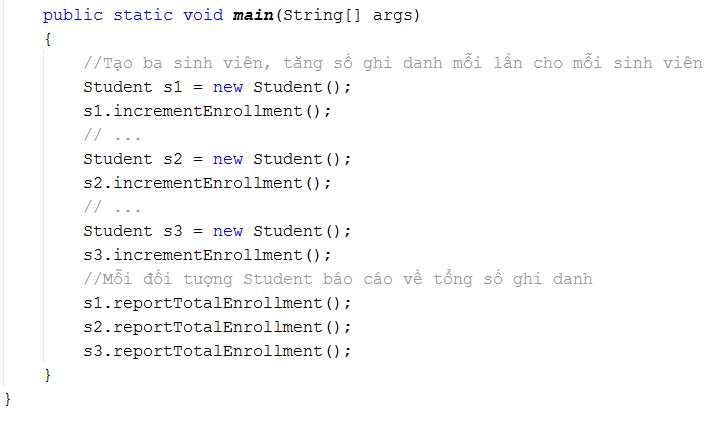 public static void main(String[] args)
{
//Tạo ba sinh viên, tăng số ghi danh mỗi lần cho mỗi sinh viên
Student s1 = new Student();
s1.incrementEnrollment();
// ...
Student s2 = new Student();
s2.incrementEnrollment();
// ...
Student s3 = new Student();
s3.incrementEnrollment();
//Mỗi đối tượng Student báo cáo về tổng số ghi danh
s1.reportTotalEnrollment();
s2.reportTotalEnrollment();
s3.reportTotalEnrollment();
}
}